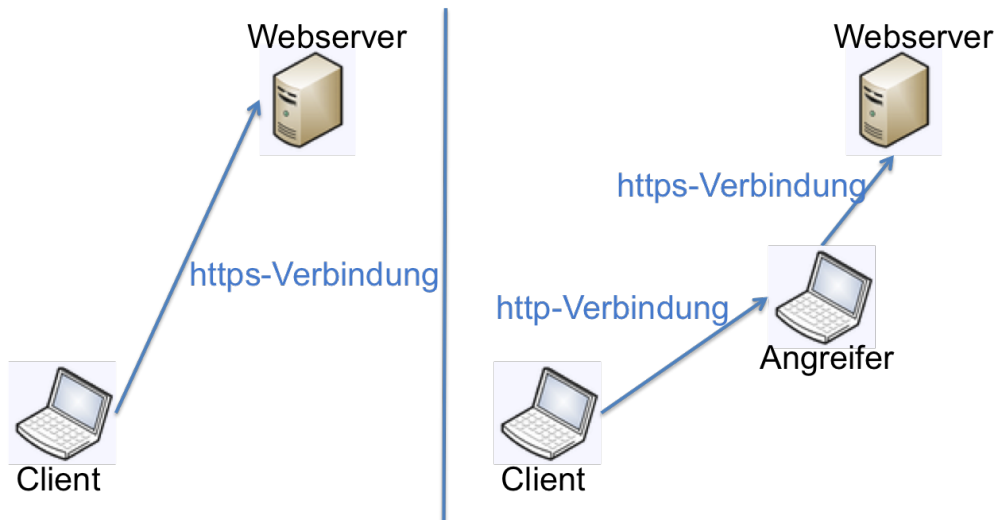 Webserver
https-Verbindung
Client
Webserver
https-Verbindung
http-Verbindung
Angreifer
Client